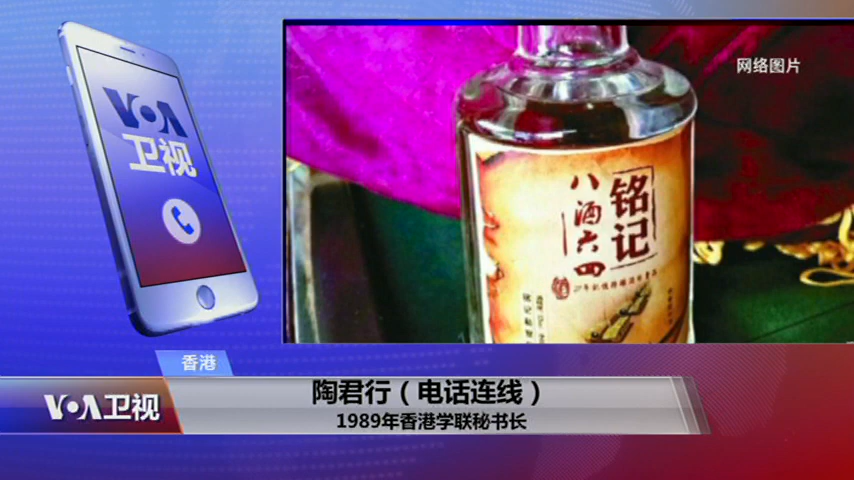 网络图片
VOA
卫视
铭记
八酒六四
香港
陶君行（电话连线）
VOA卫视
1989年香港学联秘书长